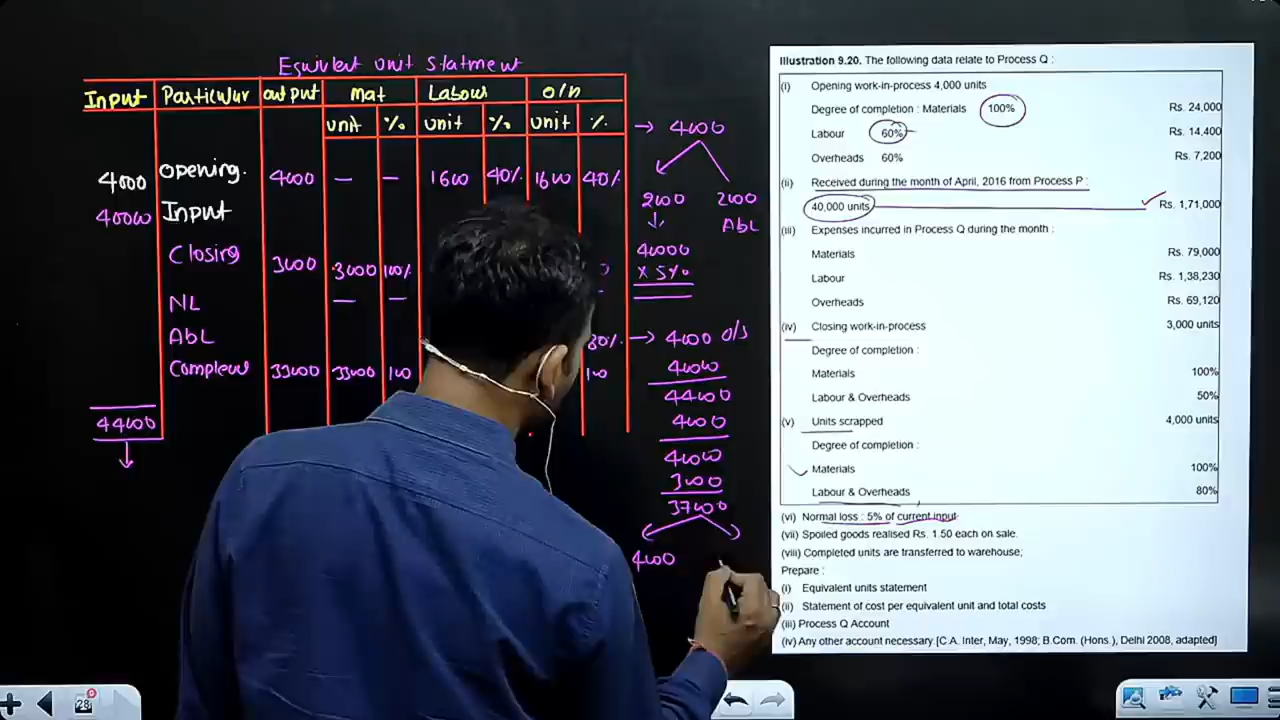 Equivlent unit statment
Input Particular output Mat Labour O/H
unit % unit % unit %
4000 Opening. 4000 — — 1600 40% 1600 40%
40000 Input
Closing 3000 3000 100%
NL — —
AbL 80%
Completed 33000 33000 100 100
44000
→ 4000
2000 2000
AbL
40000
x 5%
→ 4000 o/s
40000
44000
4000
40000
3000
37000
4000
Illustration 9.20. The following data relate to Process Q :
(i) Opening work-in-process 4,000 units
Degree of completion : Materials 100% Rs. 24,000
Labour 60% Rs. 14,400
Overheads 60% Rs. 7,200
(ii) Received during the month of April, 2016 from Process P :
40,000 units Rs. 1,71,000
(iii) Expenses incurred in Process Q during the month :
Materials Rs. 79,000
Labour Rs. 1,38,230
Overheads Rs. 69,120
(iv) Closing work-in-process 3,000 units
Degree of completion :
Materials 100%
Labour & Overheads 50%
(v) Units scrapped 4,000 units
Degree of completion :
Materials 100%
Labour & Overheads 80%
(vi) Normal loss : 5% of current input
(vii) Spoiled goods realised Rs. 1.50 each on sale.
(viii) Completed units are transferred to warehouse;
Prepare :
(i) Equivalent units statement
(ii) Statement of cost per equivalent unit and total costs
(iii) Process Q Account
(iv) Any other account necessary [C.A. Inter, May, 1998; B.Com. (Hons.), Delhi 2008, adapted]
28